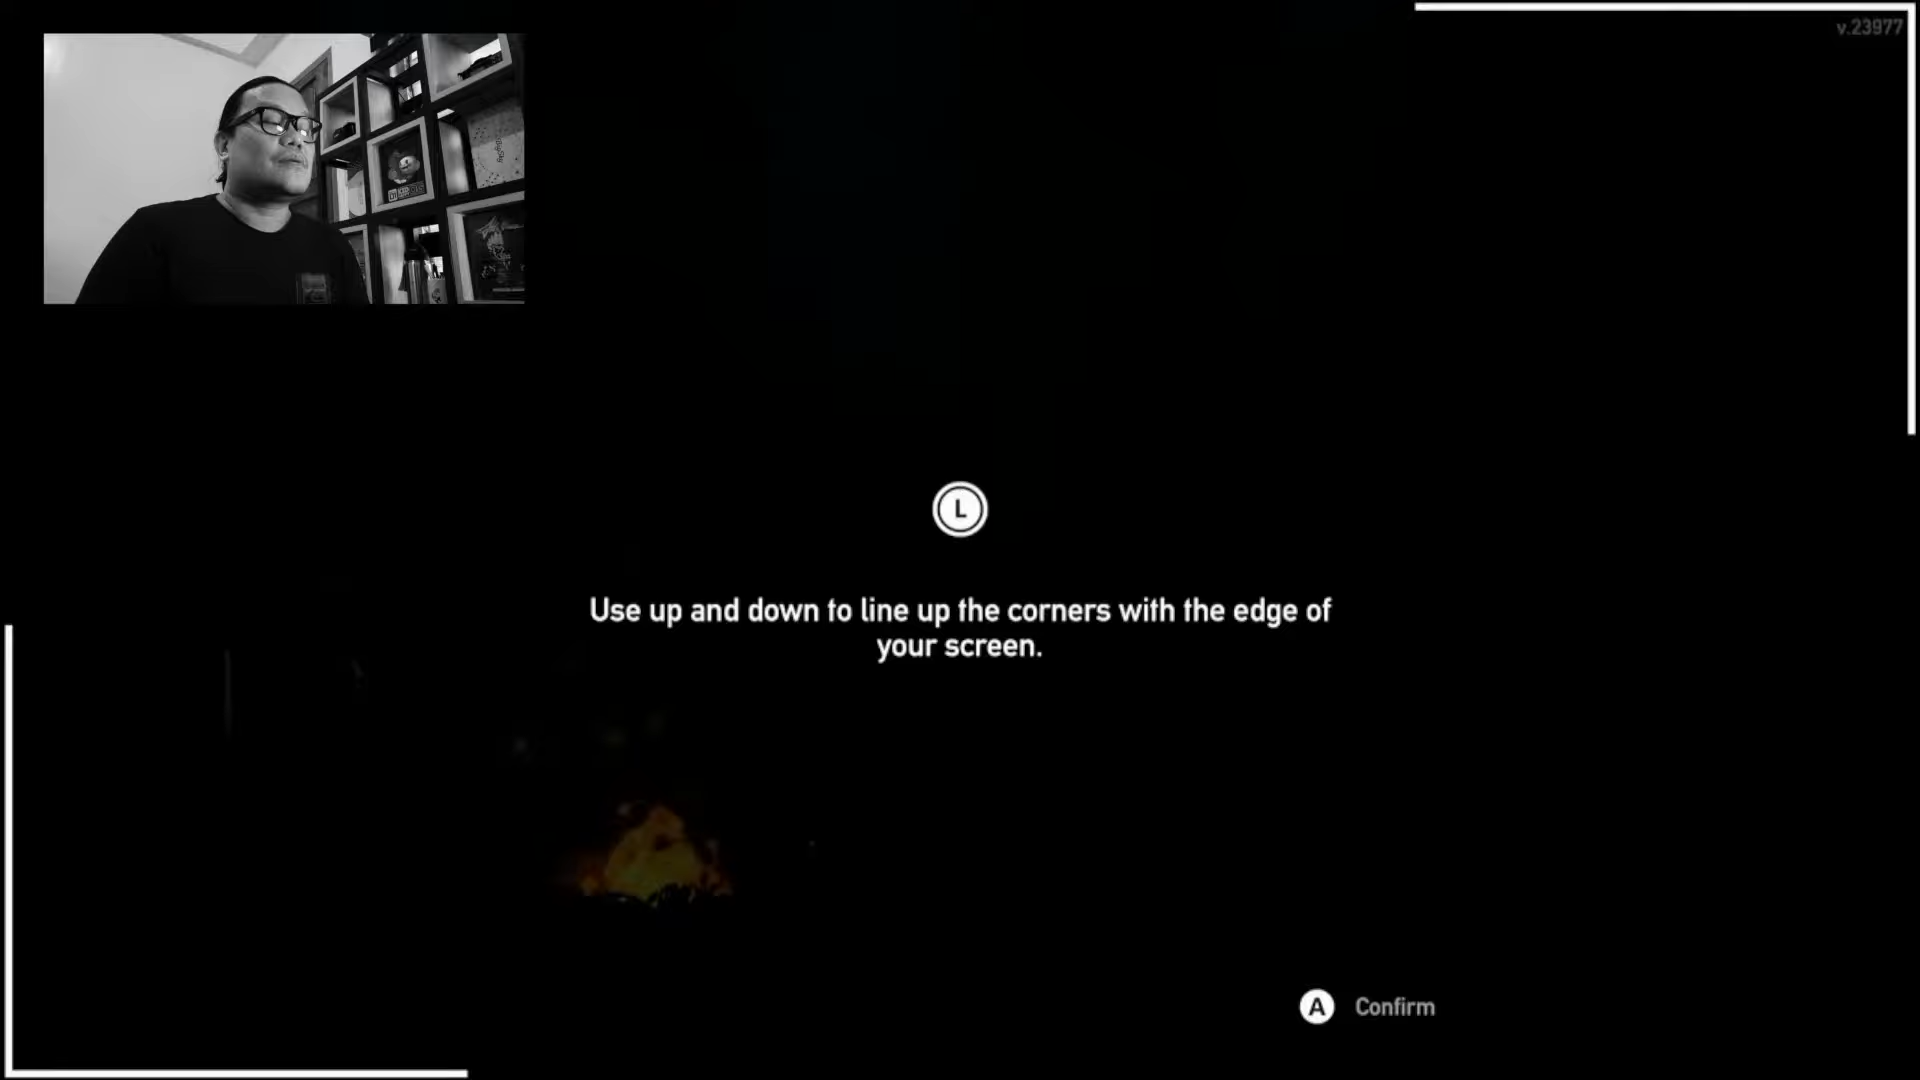 v.23977
L
Use up and down to line up the corners with the edge of
your screen.
A Confirm